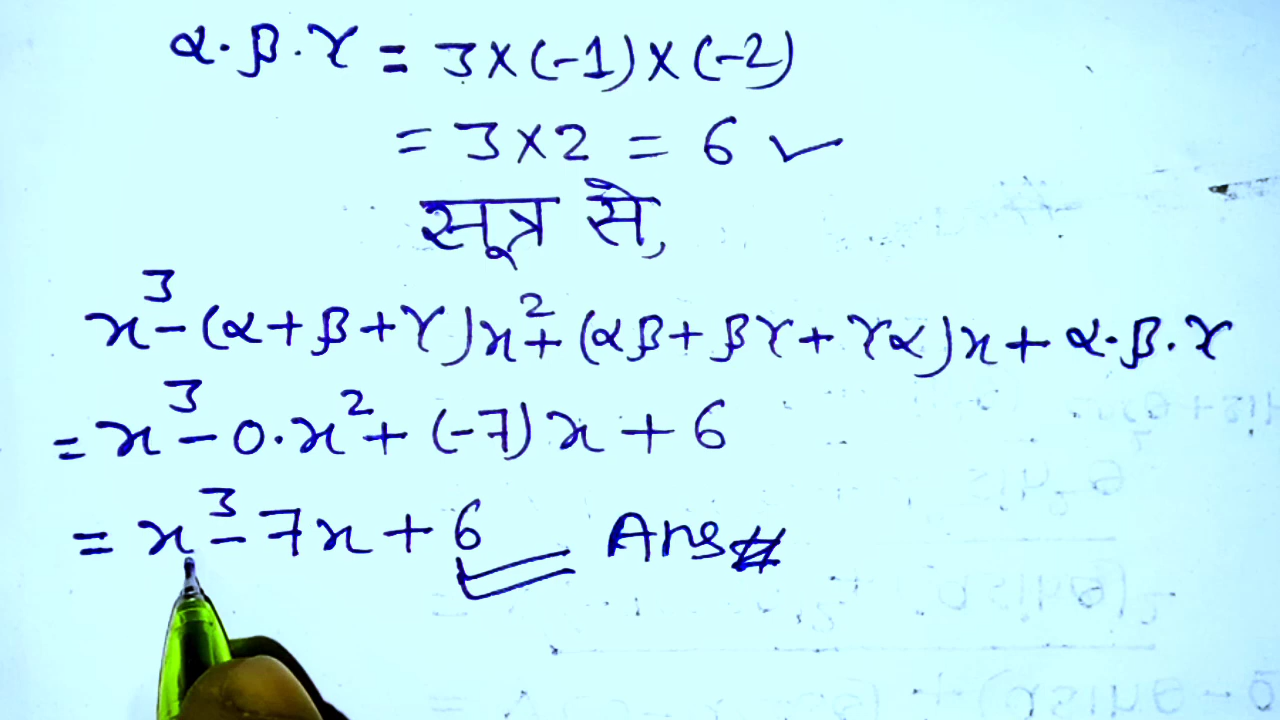 α.β.γ = 3×(-1)×(-2)
= 3×2 = 6 ✓
सूत्र से,
x³-(α+β+γ)x²+(αβ+βγ+γα)x+α.β.γ
= x³-0.x²+(-7)x+6
= x³-7x+6 Ans#